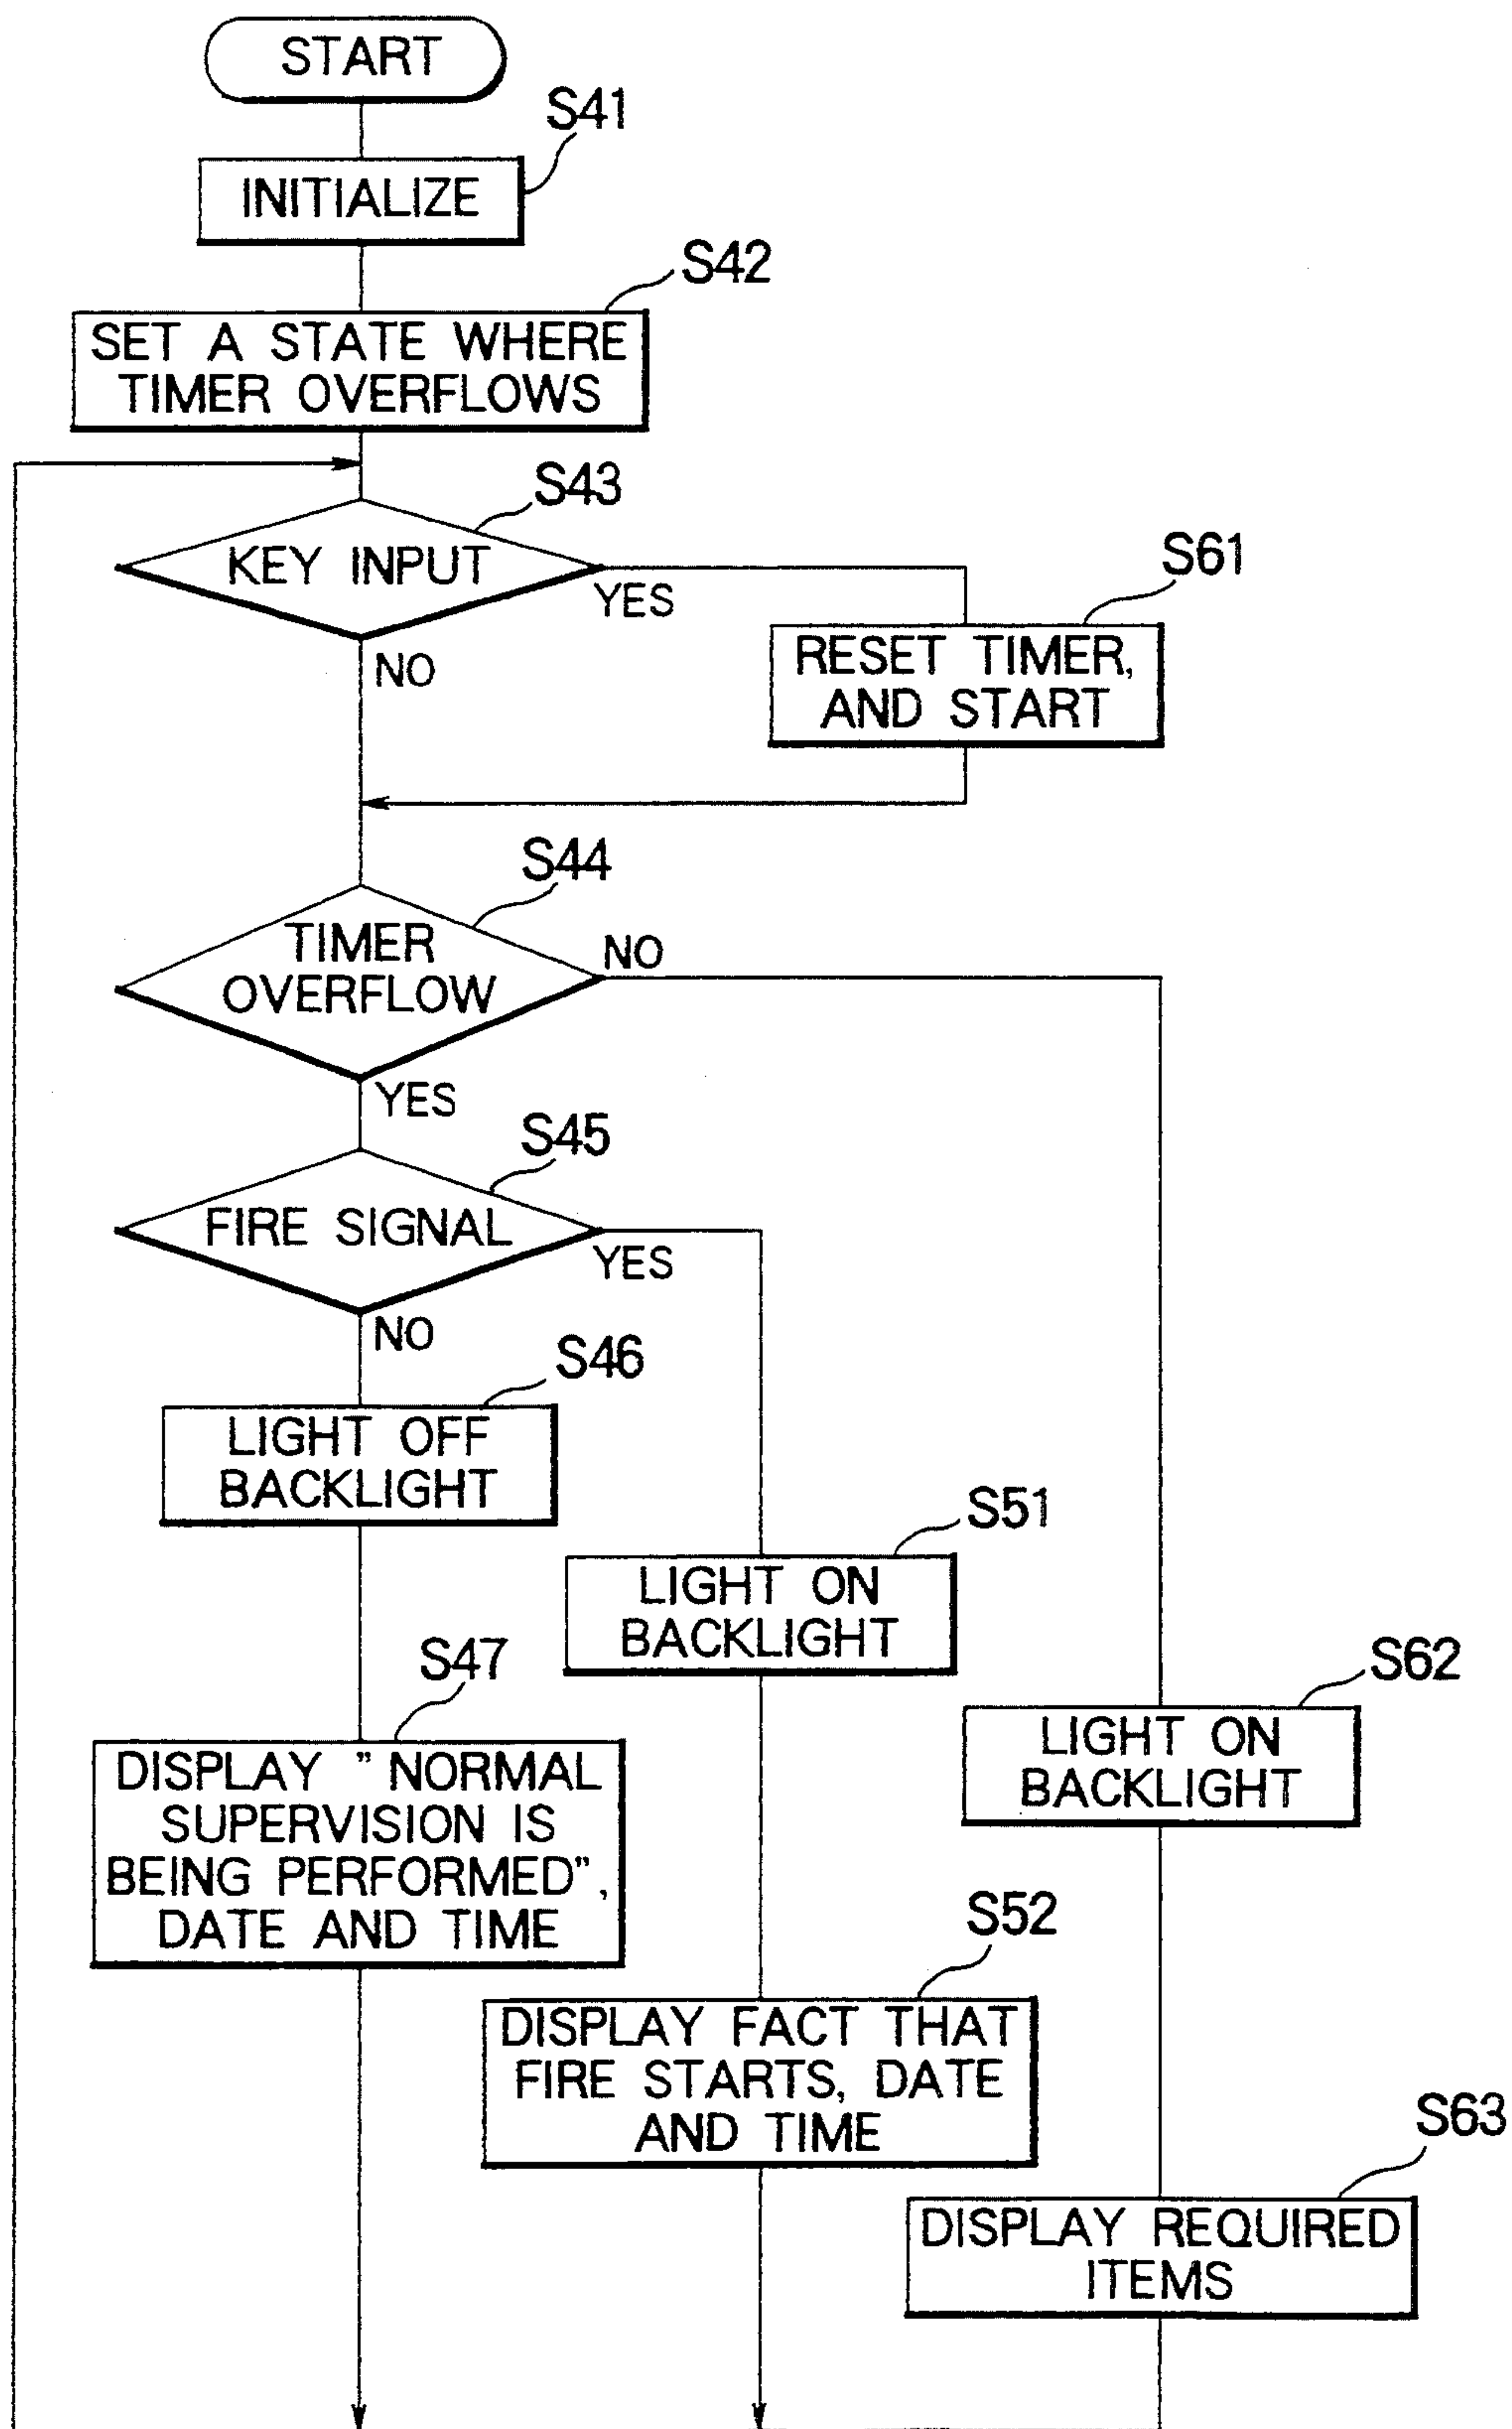 START
S41
INITIALIZE
S42
SET A STATE WHERE
TIMER OVERFLOWS
S43
KEY INPUT
YES
NO
S61
RESET TIMER,
AND START
S44
TIMER
OVERFLOW
NO
YES
S45
FIRE SIGNAL
YES
NO
S46
LIGHT OFF
BACKLIGHT
S51
LIGHT ON
BACKLIGHT
S47
DISPLAY "NORMAL
SUPERVISION IS
BEING PERFORMED",
DATE AND TIME
S62
LIGHT ON
BACKLIGHT
S52
DISPLAY FACT THAT
FIRE STARTS, DATE
AND TIME
S63
DISPLAY REQUIRED
ITEMS